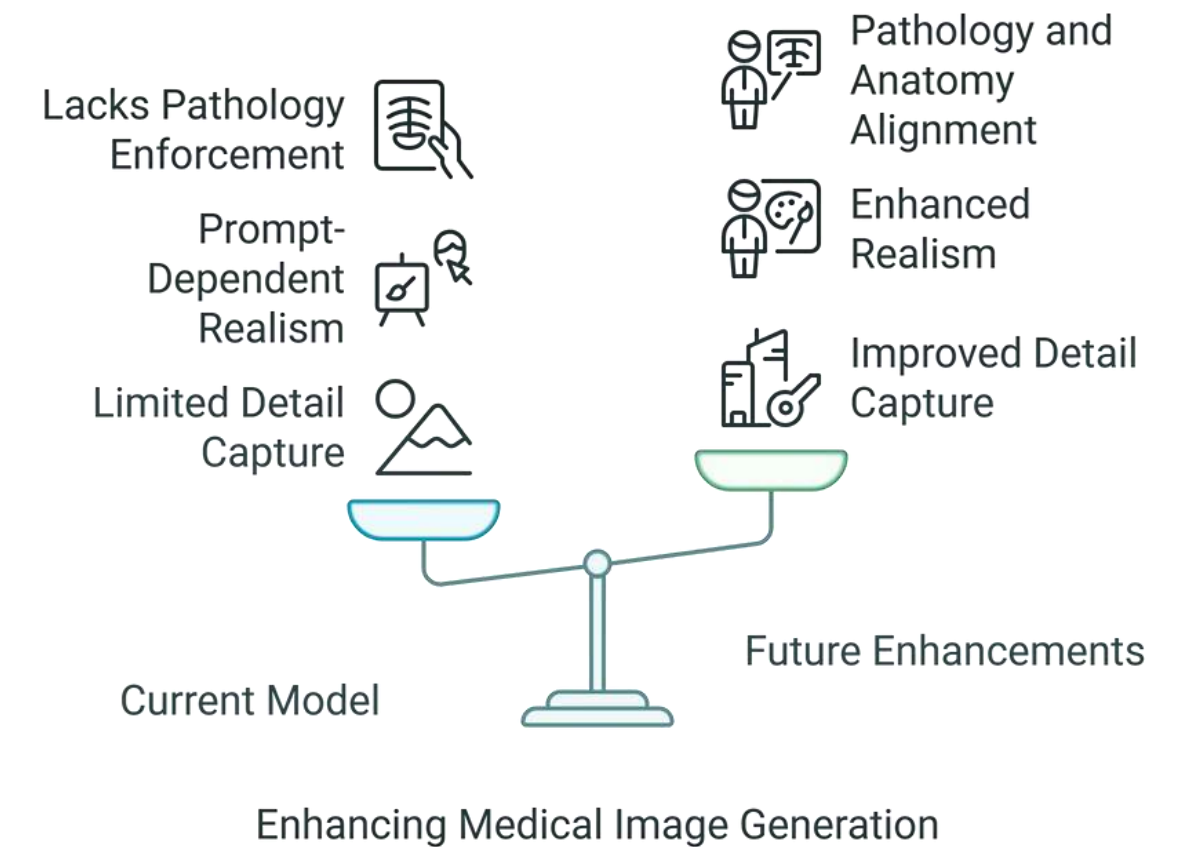 Lacks Pathology
Enforcement
Prompt-
Dependent
Realism
Limited Detail
Capture
Current Model
Pathology and
Anatomy
Alignment
Enhanced
Realism
Improved Detail
Capture
Future Enhancements
Enhancing Medical Image Generation